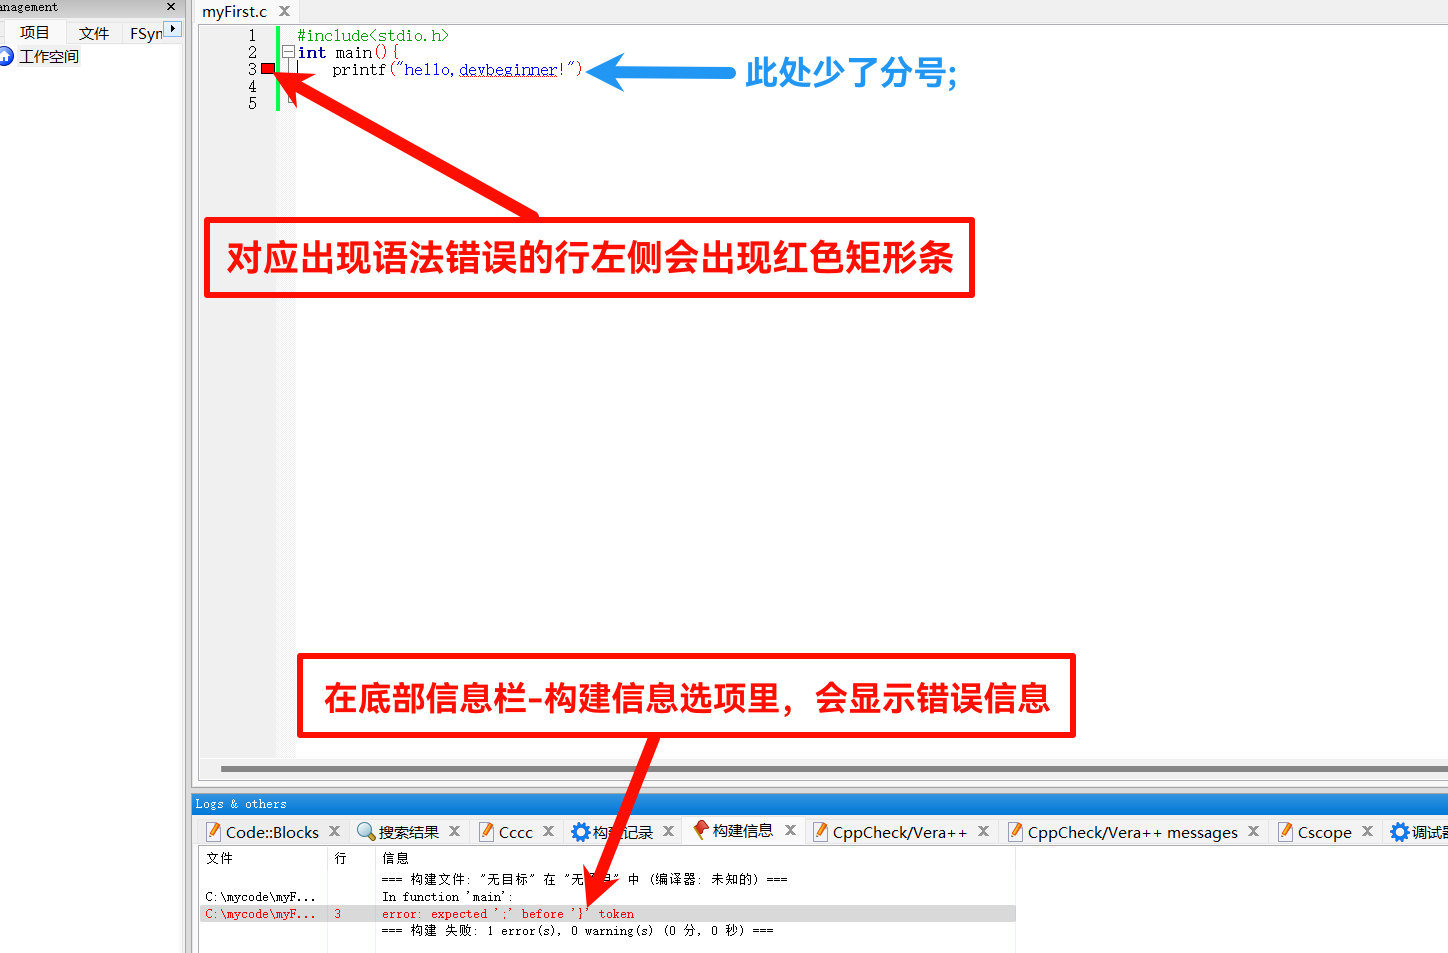 anagement
项目 文件 FSyn
工作空间
myFirst.c
1 #include<stdio.h>
2 int main(){
3 printf("hello,devbeginner!")
4
5
此处少了分号;
对应出现语法错误的行左侧会出现红色矩形条
在底部信息栏-构建信息选项里，会显示错误信息
Logs & others
Code::Blocks 搜索结果 Cccc 构建记录 构建信息 CppCheck/Vera++ CppCheck/Vera++ messages Cscope 调试器
文件 行 信息
=== 构建文件: "无目标" 在 "无项目" 中 (编译器: 未知的) ===
C:\mycode\myF... In function 'main':
C:\mycode\myF... 3 error: expected ';' before '}' token
=== 构建 失败: 1 error(s), 0 warning(s) (0 分, 0 秒) ===